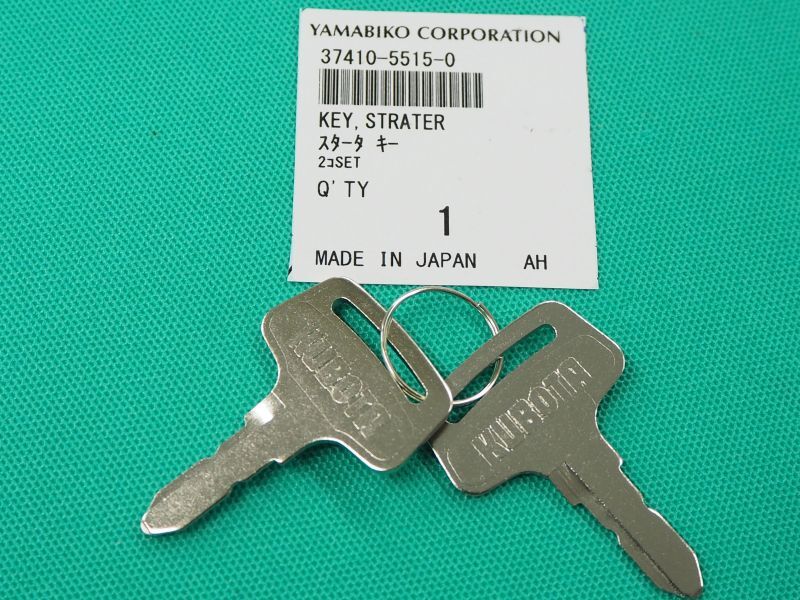 YAMABIKO CORPORATION
37410-5515-0
KEY,STRATER
ｽﾀｰﾀ ｷｰ
2ｺSET
Q'TY
1
MADE IN JAPAN AH
KUBOTA
KUBOTA